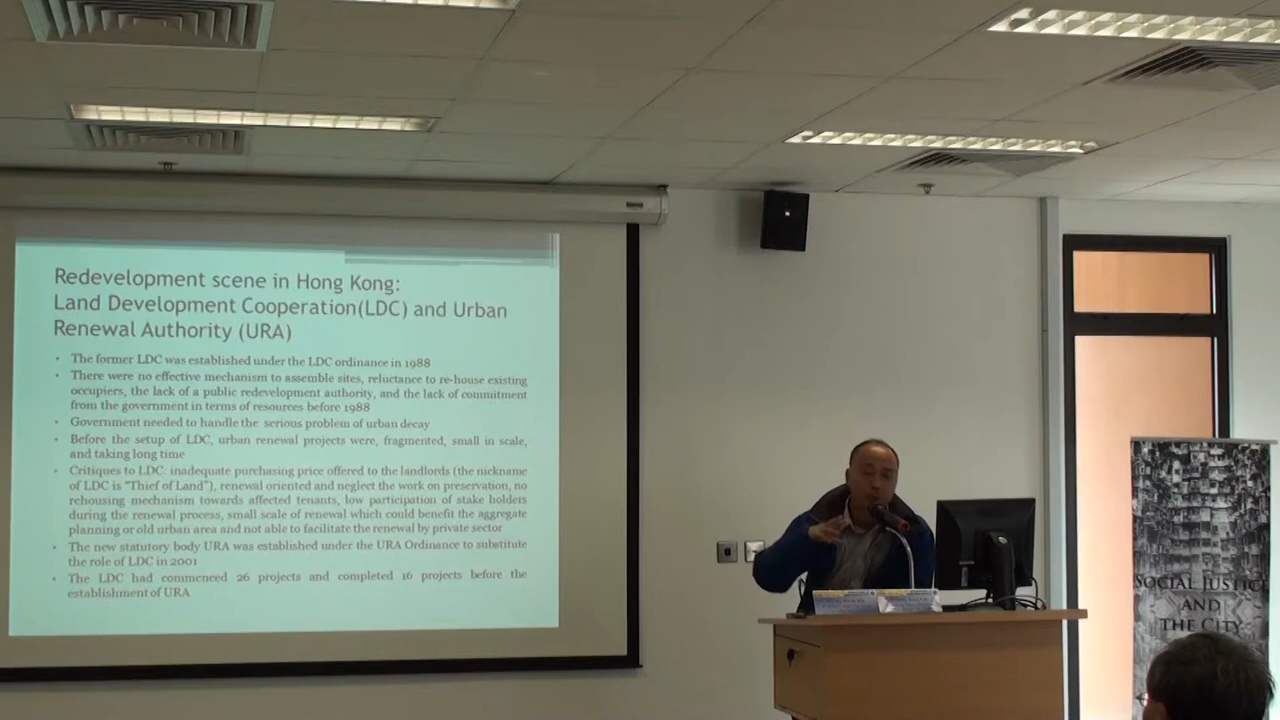 Redevelopment scene in Hong Kong:
Land Development Cooperation(LDC) and Urban
Renewal Authority (URA)
• The former LDC was established under the LDC ordinance in 1988
• There were no effective mechanism to assemble sites, reluctance to re-house existing
occupiers, the lack of a public redevelopment authority, and the lack of commitment
from the government in terms of resources before 1988
• Government needed to handle the serious problem of urban decay
• Before the setup of LDC, urban renewal projects were, fragmented, small in scale,
and taking long time
• Critiques to LDC: inadequate purchasing price offered to the landlords (the nickname
of LDC is “Thief of Land”), renewal oriented and neglect the work on preservation, no
rehousing mechanism towards affected tenants, low participation of stake holders
during the renewal process, small scale of renewal which could benefit the aggregate
planning or old urban area and not able to facilitate the renewal by private sector
• The new statutory body URA was established under the URA Ordinance to substitute
the role of LDC in 2001
• The LDC had commenced 26 projects and completed 16 projects before the
establishment of URA
SOCIAL JUSTICE
AND
THE CITY